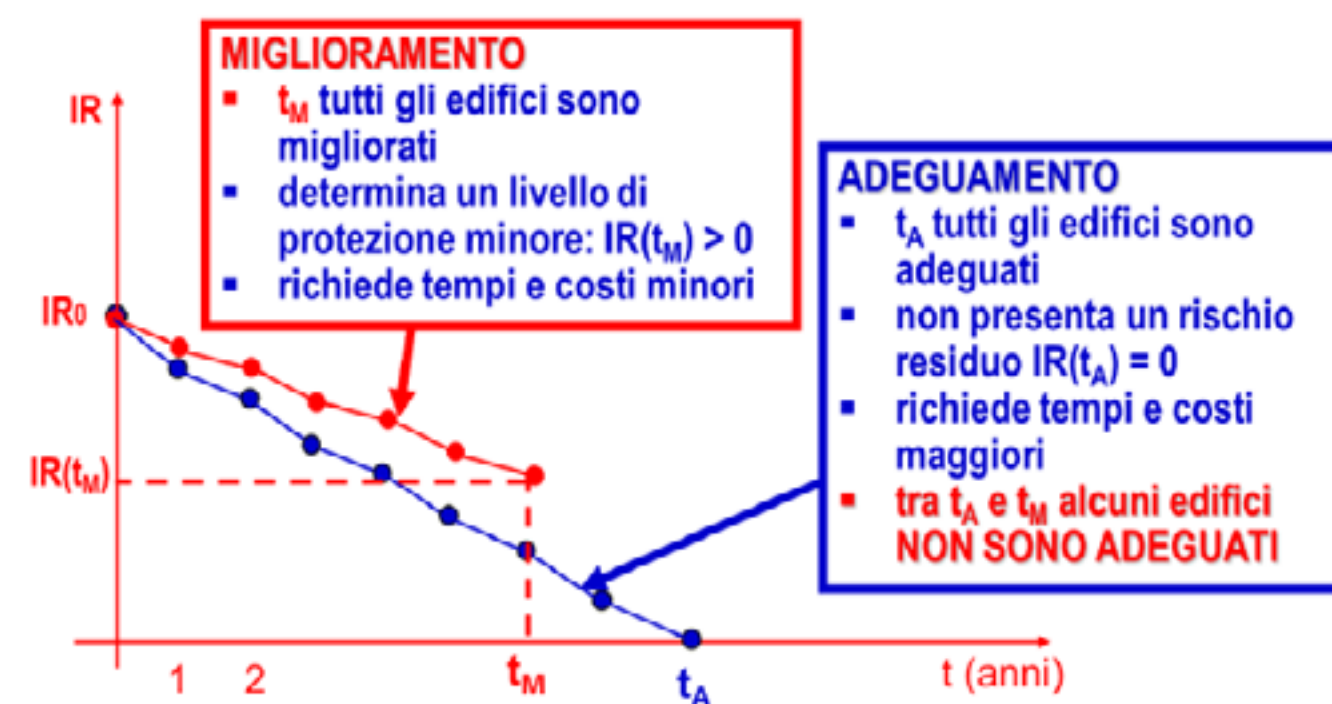 MIGLIORAMENTO
▪ tM tutti gli edifici sono
migliorati
▪ determina un livello di
protezione minore: IR(tM) > 0
▪ richiede tempi e costi minori
ADEGUAMENTO
▪ tA tutti gli edifici sono
adeguati
▪ non presenta un rischio
residuo IR(tA) = 0
▪ richiede tempi e costi
maggiori
▪ tra tA e tM alcuni edifici
NON SONO ADEGUATI
IR
IR0
IR(tM)
1
2
tM
tA
t (anni)